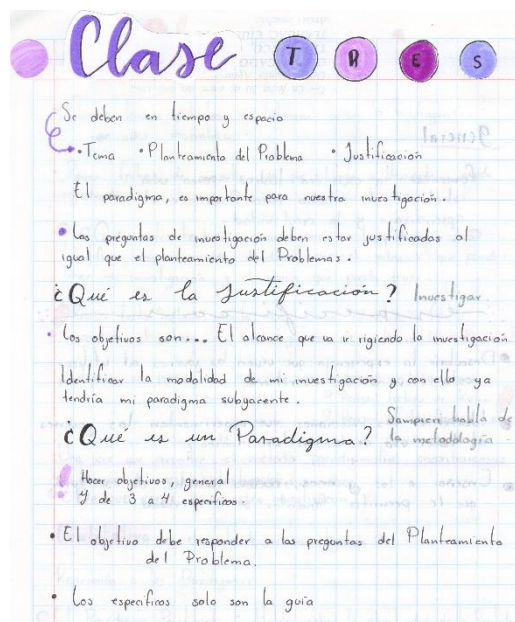 Clase TRES
Se deben en tiempo y espacio
• Tema • Planteamiento del Problema • Justificación
El paradigma, es importante para nuestra investigación.
• Las preguntas de investigación deben estar justificadas al
igual que el planteamiento del Problemas.
¿Qué es la Justificación? Investigar
• Los objetivos son... El alcance que va ir rigiendo la investigación
Identificar la modalidad de mi investigación y con ello ya
tendría mi paradigma subyacente.
¿Qué es un Paradigma? Sampieri habla de
la metodología
! Hacer objetivos, general
y de 3 a 4 específicos.
• El objetivo debe responder a las preguntas del Planteamiento
del Problema.
• Los específicos solo son la guía